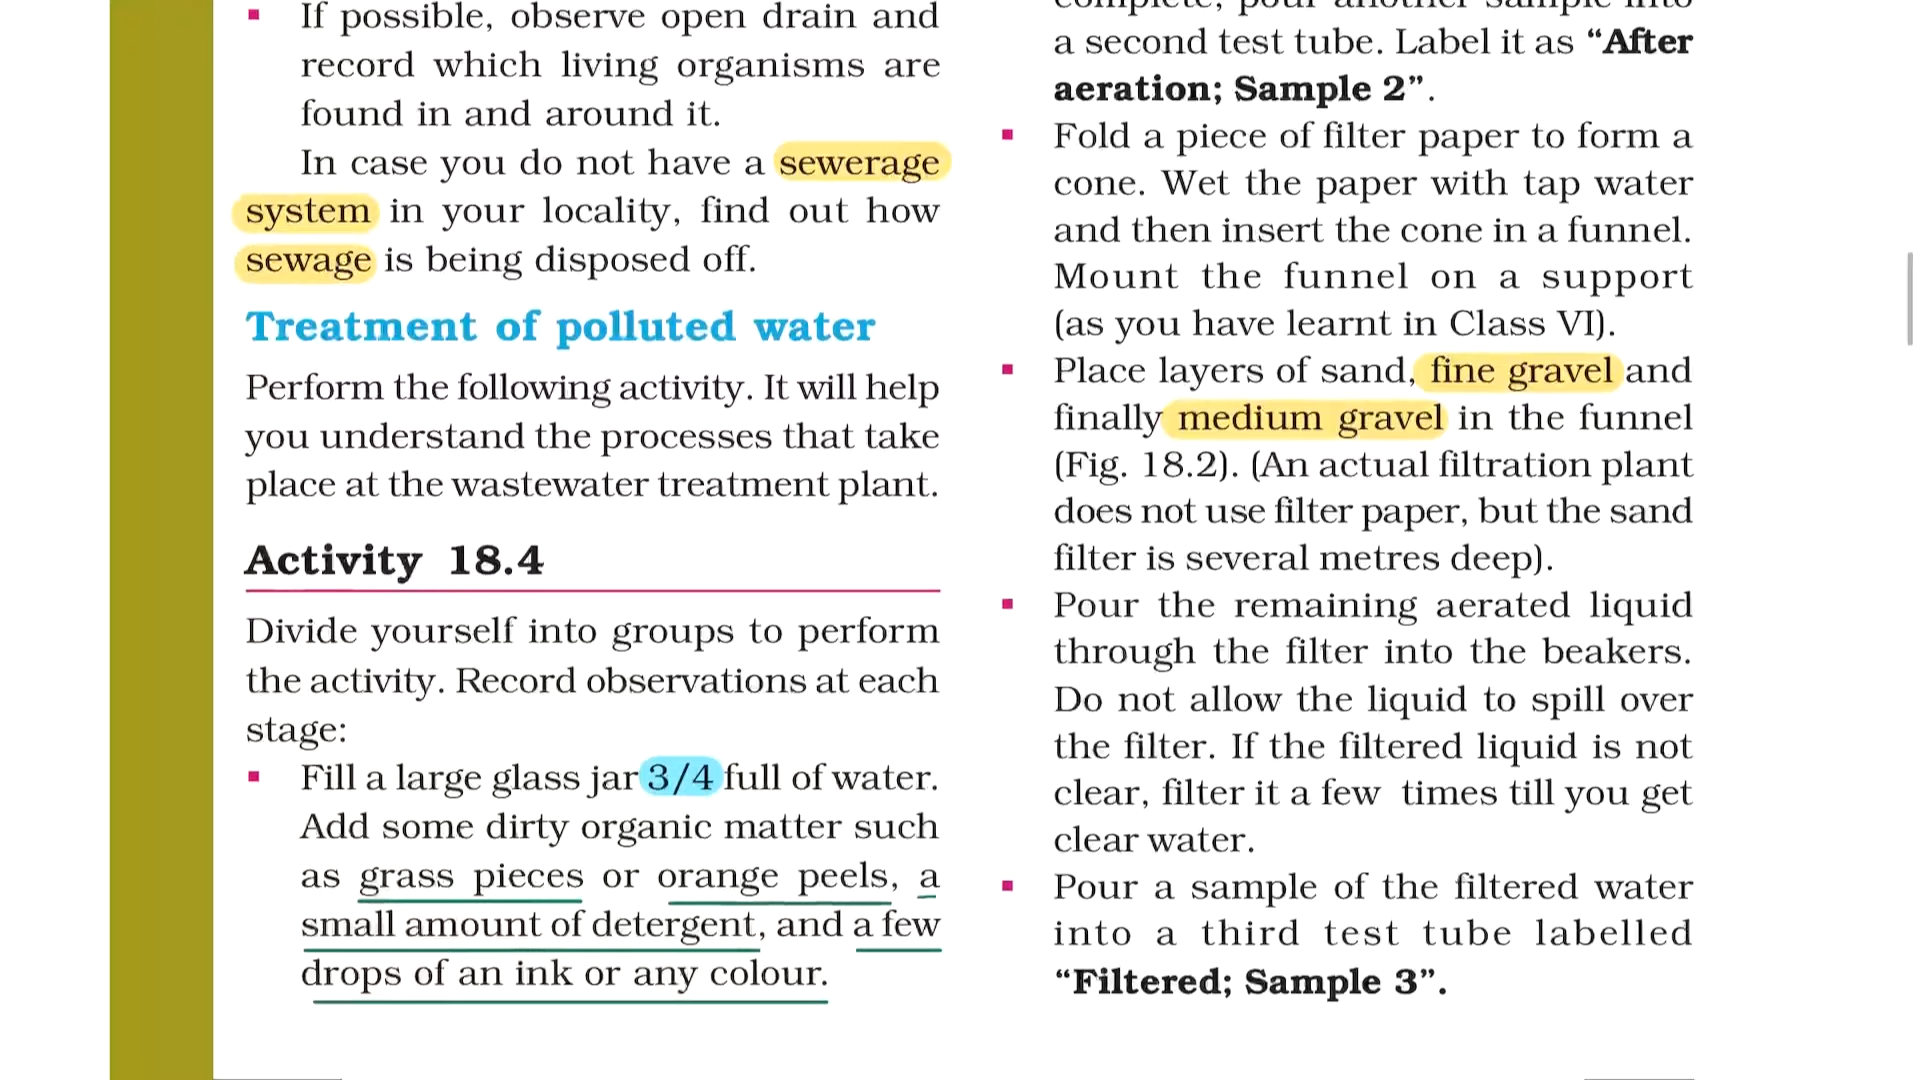 If possible, observe open drain and
record which living organisms are
found in and around it.
In case you do not have a sewerage
system in your locality, find out how
sewage is being disposed off.
Treatment of polluted water
Perform the following activity. It will help
you understand the processes that take
place at the wastewater treatment plant.
Activity 18.4
Divide yourself into groups to perform
the activity. Record observations at each
stage:
Fill a large glass jar 3/4 full of water.
Add some dirty organic matter such
as grass pieces or orange peels, a
small amount of detergent, and a few
drops of an ink or any colour.
complete, pour another sample into
a second test tube. Label it as “After
aeration; Sample 2”.
Fold a piece of filter paper to form a
cone. Wet the paper with tap water
and then insert the cone in a funnel.
Mount the funnel on a support
(as you have learnt in Class VI).
Place layers of sand, fine gravel and
finally medium gravel in the funnel
(Fig. 18.2). (An actual filtration plant
does not use filter paper, but the sand
filter is several metres deep).
Pour the remaining aerated liquid
through the filter into the beakers.
Do not allow the liquid to spill over
the filter. If the filtered liquid is not
clear, filter it a few times till you get
clear water.
Pour a sample of the filtered water
into a third test tube labelled
“Filtered; Sample 3”.